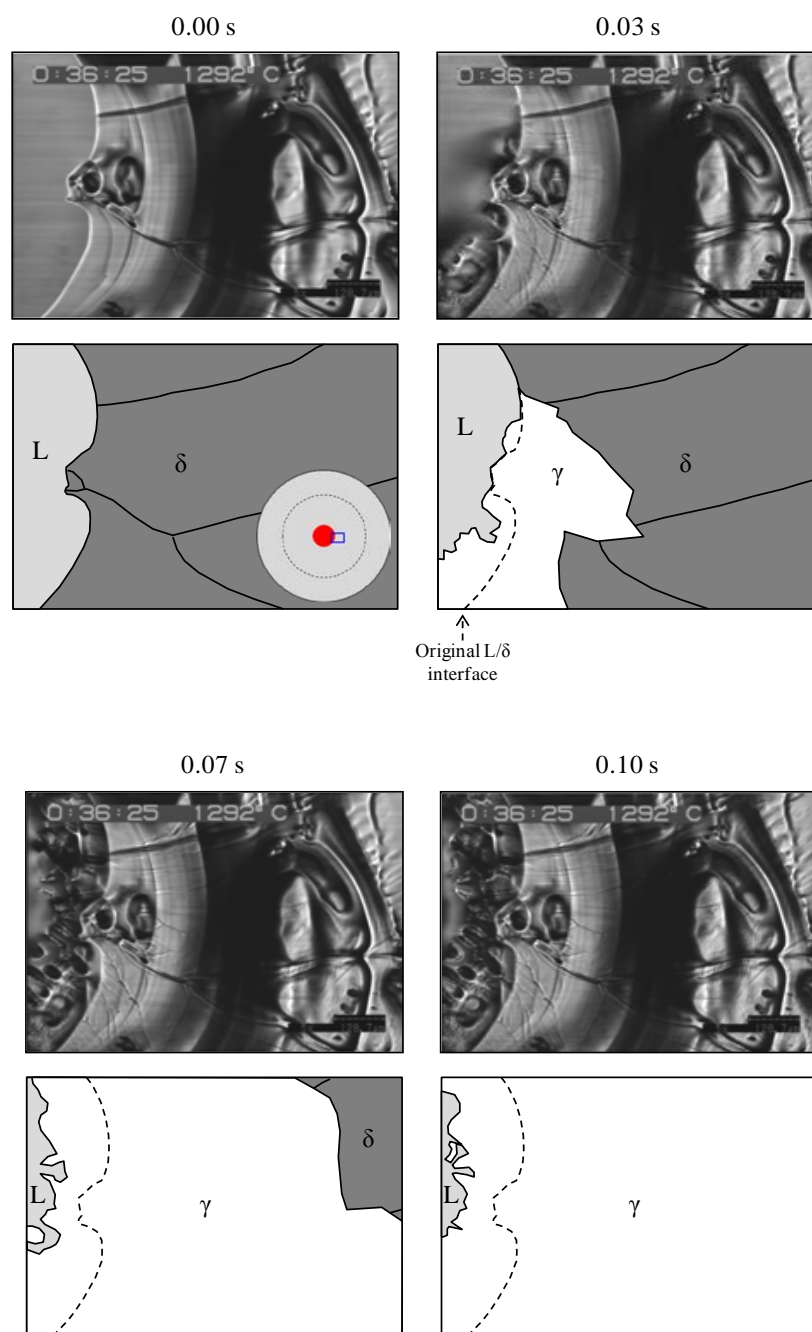 0.00 s
0.03 s
0:36:25 1292° C
0:36:25 1292° C
L
δ
L
γ
δ
Original L/δ
interface
0.07 s
0.10 s
0:36:25 1292° C
0:36:25 1292° C
L
γ
δ
L
γ